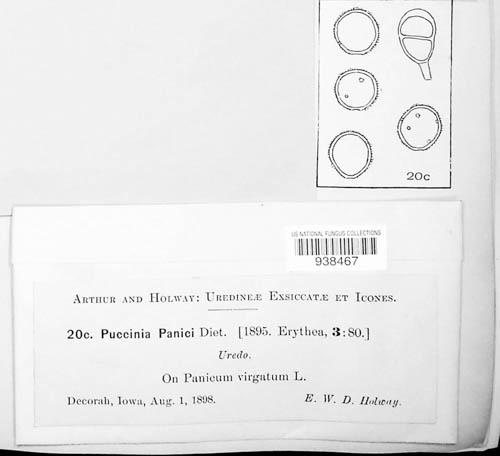 20c
US NATIONAL FUNGUS COLLECTIONS
938467
ARTHUR AND HOLWAY: UREDINEÆ EXSICCATÆ ET ICONES.
20c. Puccinia Panici Diet. [1895. Erythea, 3:80.]
Uredo.
On Panicum virgatum L.
Decorah, Iowa, Aug. 1, 1898. E. W. D. Holway.